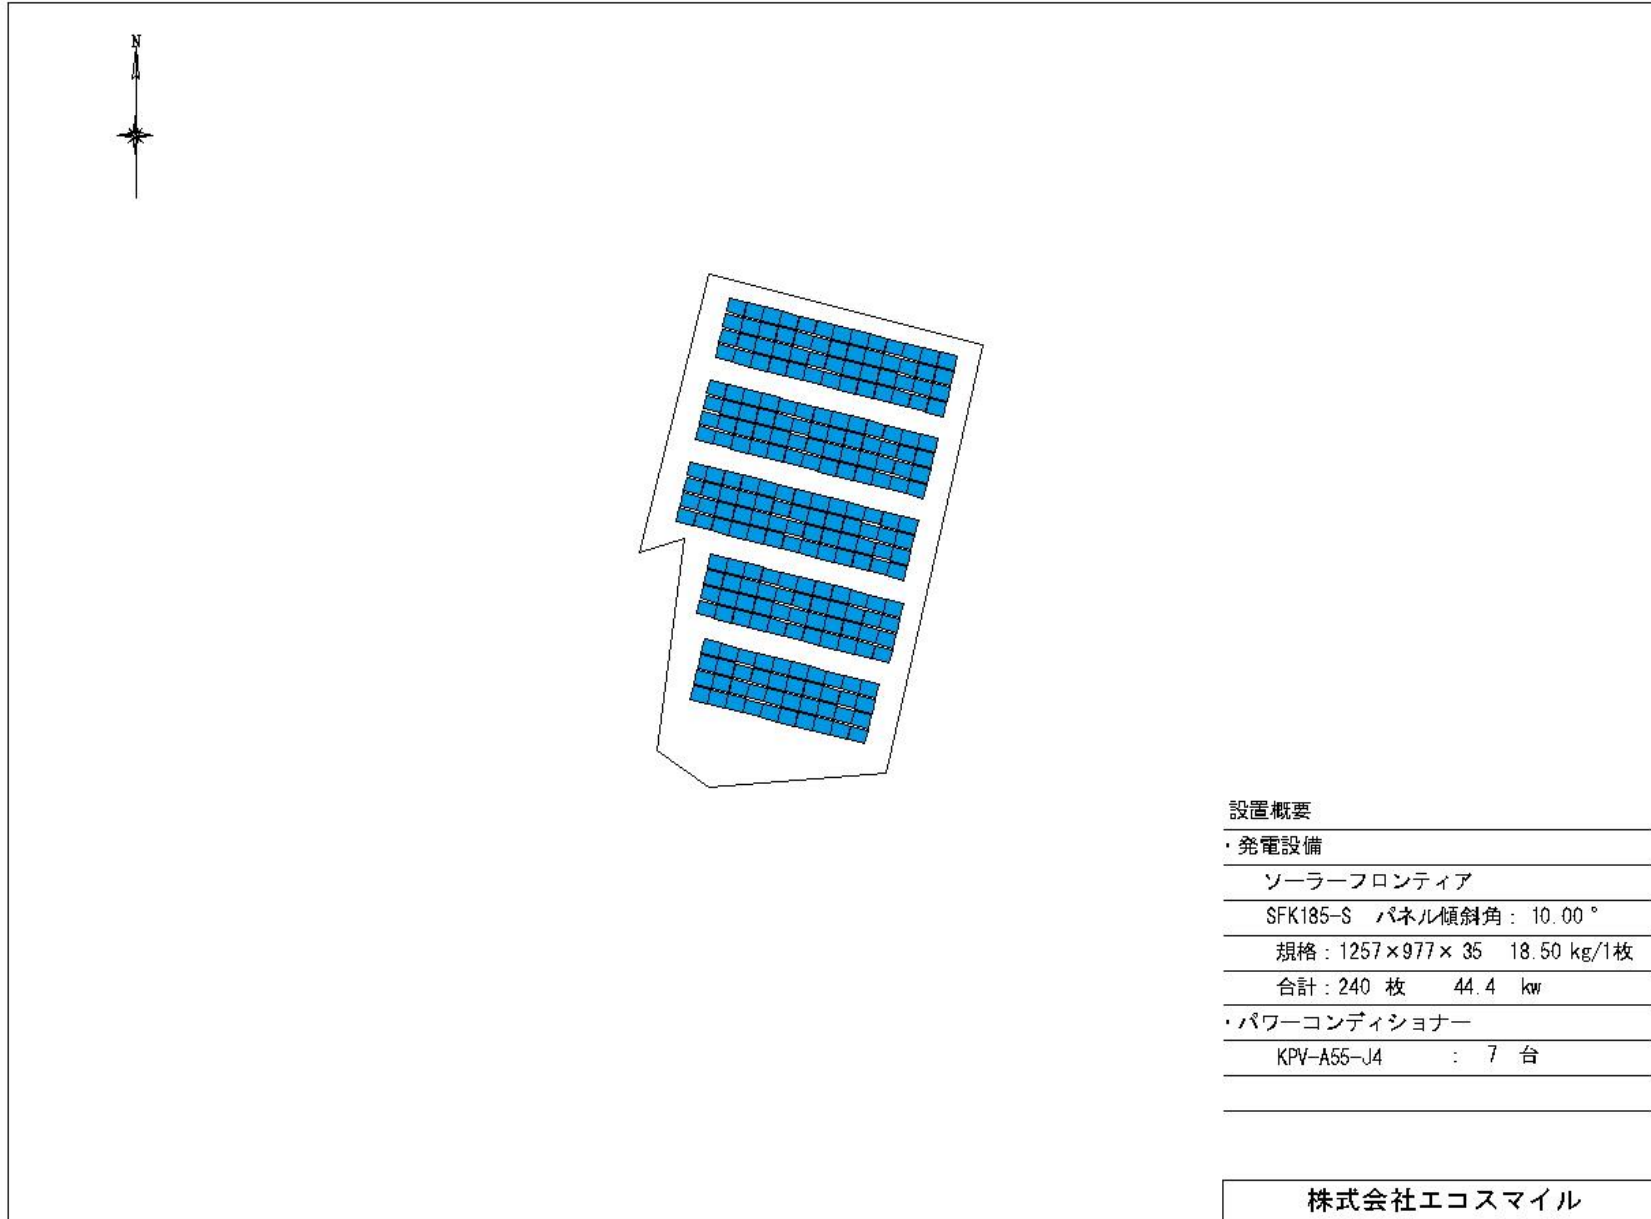 N
設置概要
・発電設備
ソーラーフロンティア
SFK185-S パネル傾斜角: 10.00°
規格:1257×977× 35 18.50 kg/1枚
合計:240 枚 44.4 kw
・パワーコンディショナー
KPV-A55-J4 : 7 台
株式会社エコスマイル